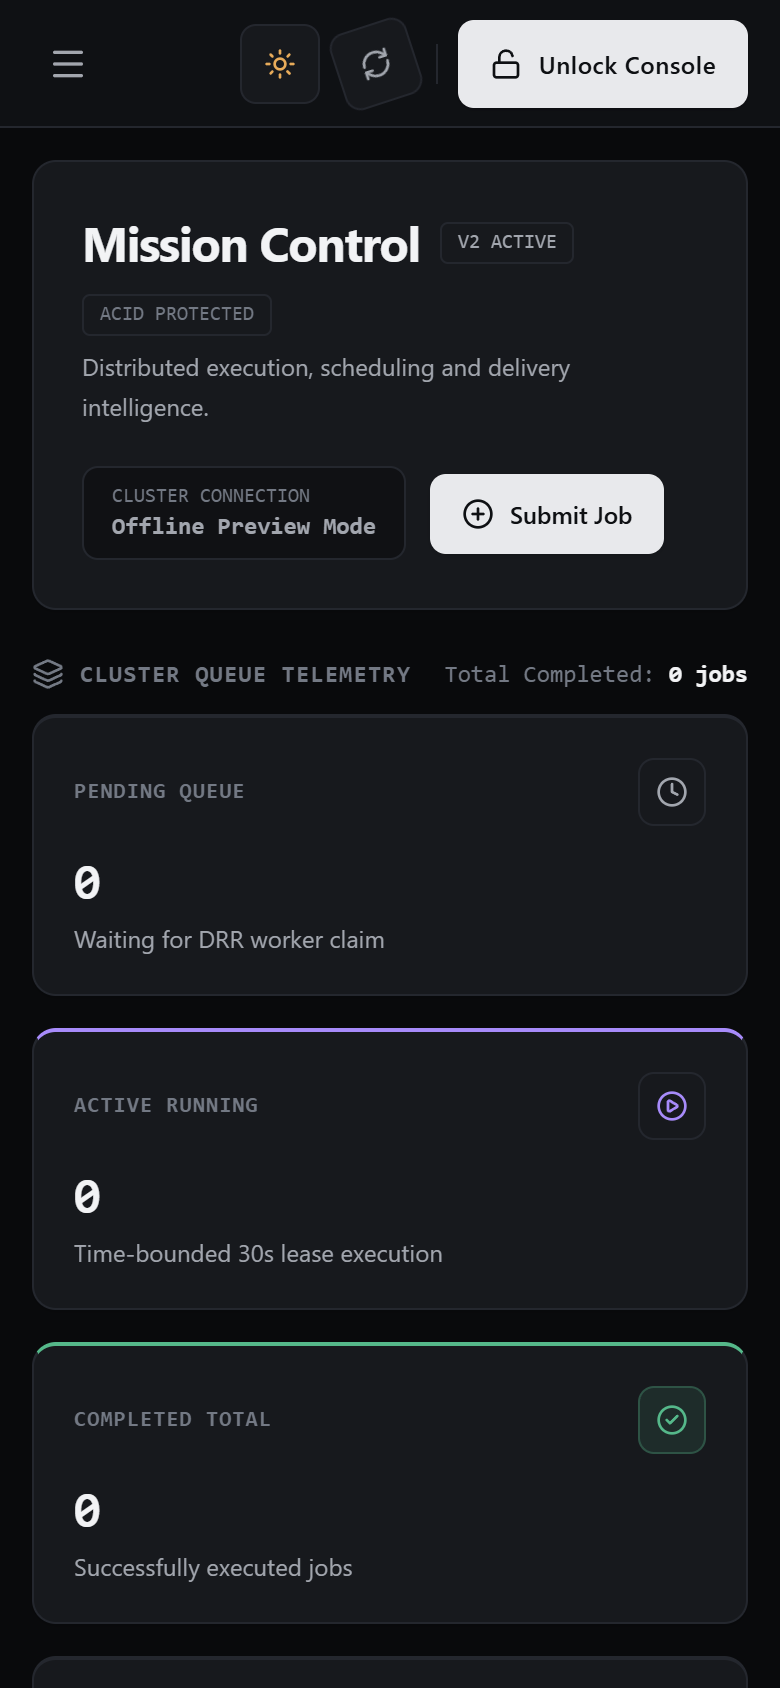 Unlock Console
Mission Control V2 ACTIVE
ACID PROTECTED
Distributed execution, scheduling and delivery
intelligence.
CLUSTER CONNECTION
Offline Preview Mode
Submit Job
CLUSTER QUEUE TELEMETRY Total Completed: 0 jobs
PENDING QUEUE
0
Waiting for DRR worker claim
ACTIVE RUNNING
0
Time-bounded 30s lease execution
COMPLETED TOTAL
0
Successfully executed jobs